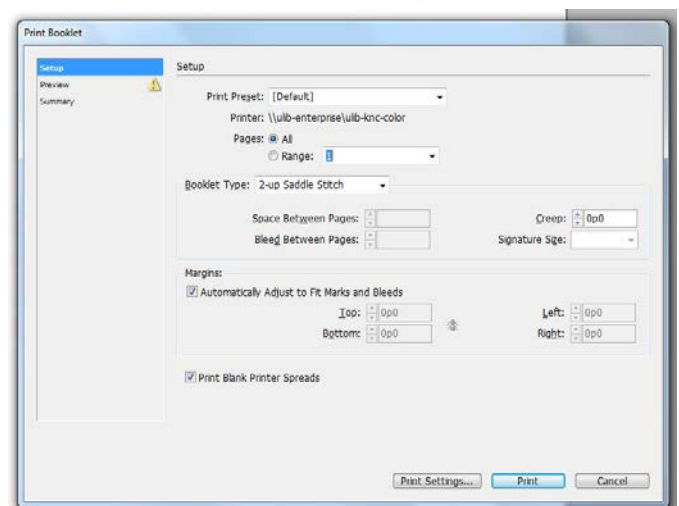 Print Booklet
Setup
Preview
Summary
Setup
Print Preset: [Default]
Printer: \\ulib-enterprise\ulib-knc-color
Pages: All
Range: 1
Booklet Type: 2-up Saddle Stitch
Space Between Pages:
Creep: 0p0
Bleed Between Pages:
Signature Size:
Margins:
Automatically Adjust to Fit Marks and Bleeds
Top: 0p0
Left: 0p0
Bottom: 0p0
Right: 0p0
Print Blank Printer Spreads
Print Settings... Print Cancel